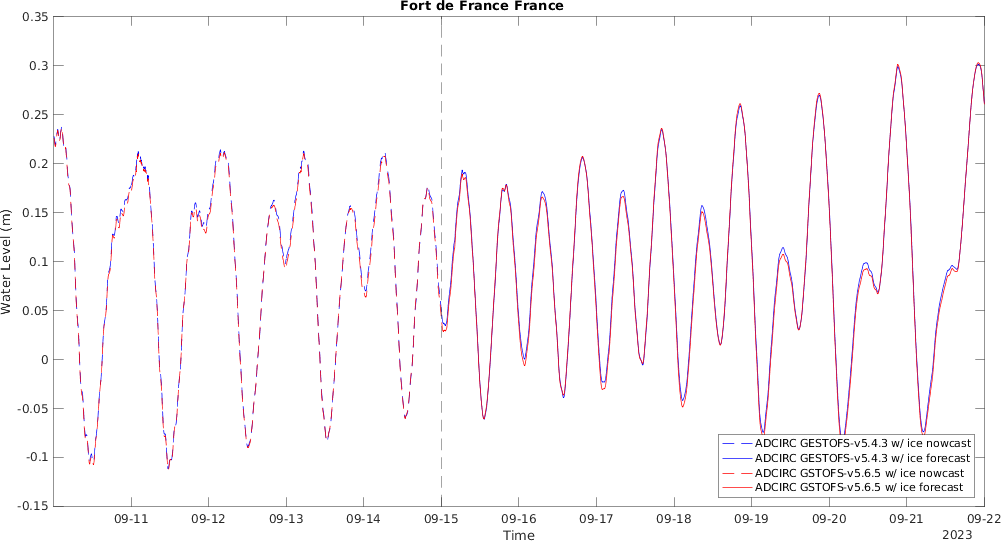 Fort de France France
0.35
0.3
0.25
0.2
0.15
0.1
0.05
0
-0.05
-0.1
-0.15
Water Level (m)
ADCIRC GESTOFS-v5.4.3 w/ ice nowcast
ADCIRC GESTOFS-v5.4.3 w/ ice forecast
ADCIRC GSTOFS-v5.6.5 w/ ice nowcast
ADCIRC GSTOFS-v5.6.5 w/ ice forecast
09-11 09-12 09-13 09-14 09-15 09-16 09-17 09-18 09-19 09-20 09-21 09-22
Time 2023